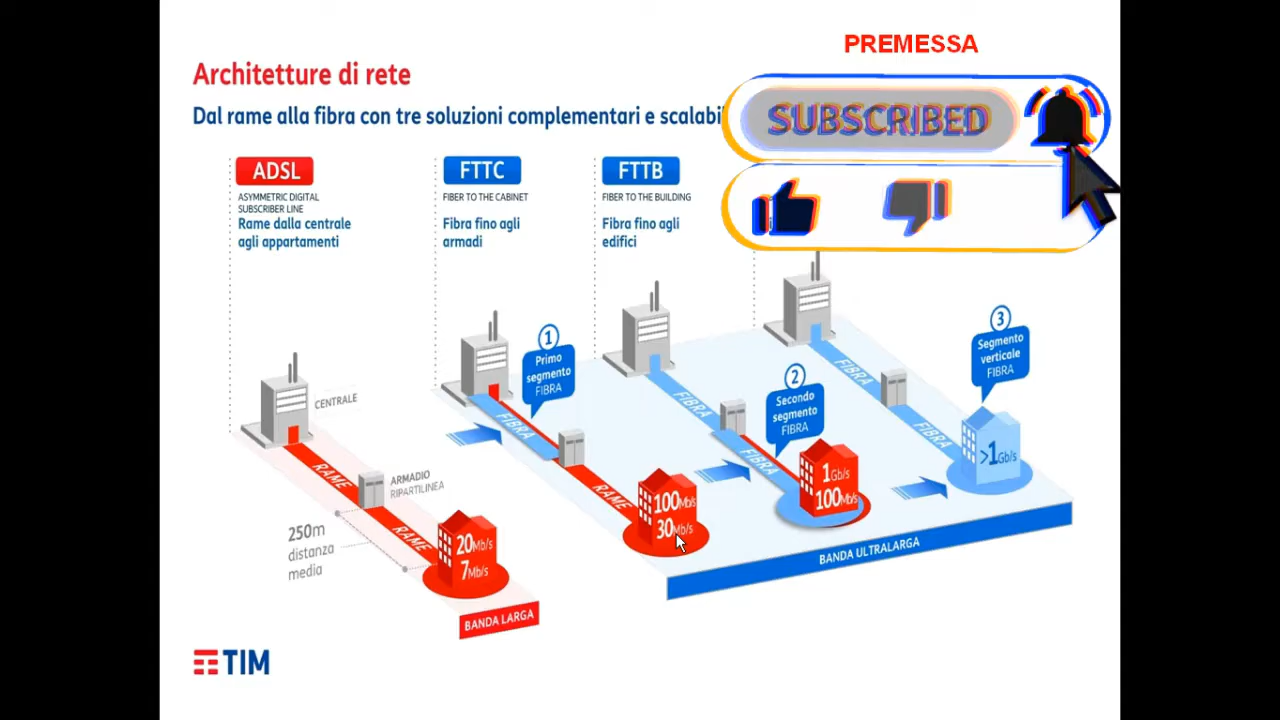 PREMESSA
Architetture di rete
Dal rame alla fibra con tre soluzioni complementari e
SUBSCRIBED
ADSL
ASYMMETRIC DIGITAL
SUBSCRIBER LINE
Rame dalla centrale
agli appartamenti
FTTC
FIBER TO THE CABINET
Fibra fino agli
armadi
FTTB
FIBER TO THE BUILDING
Fibra fino agli
edifici
CENTRALE
RAME
ARMADIO
RIPARTILINEA
RAME
250m
distanza
media
20Mb/s
7Mb/s
BANDA LARGA
1
Primo
segmento
FIBRA
FIBRA
RAME
100Mb/s
30Mb/s
FIBRA
2
Secondo
segmento
FIBRA
FIBRA
1Gb/s
100Mb/s
FIBRA
FIBRA
3
Segmento
verticale
FIBRA
>1Gb/s
BANDA ULTRALARGA
TIM